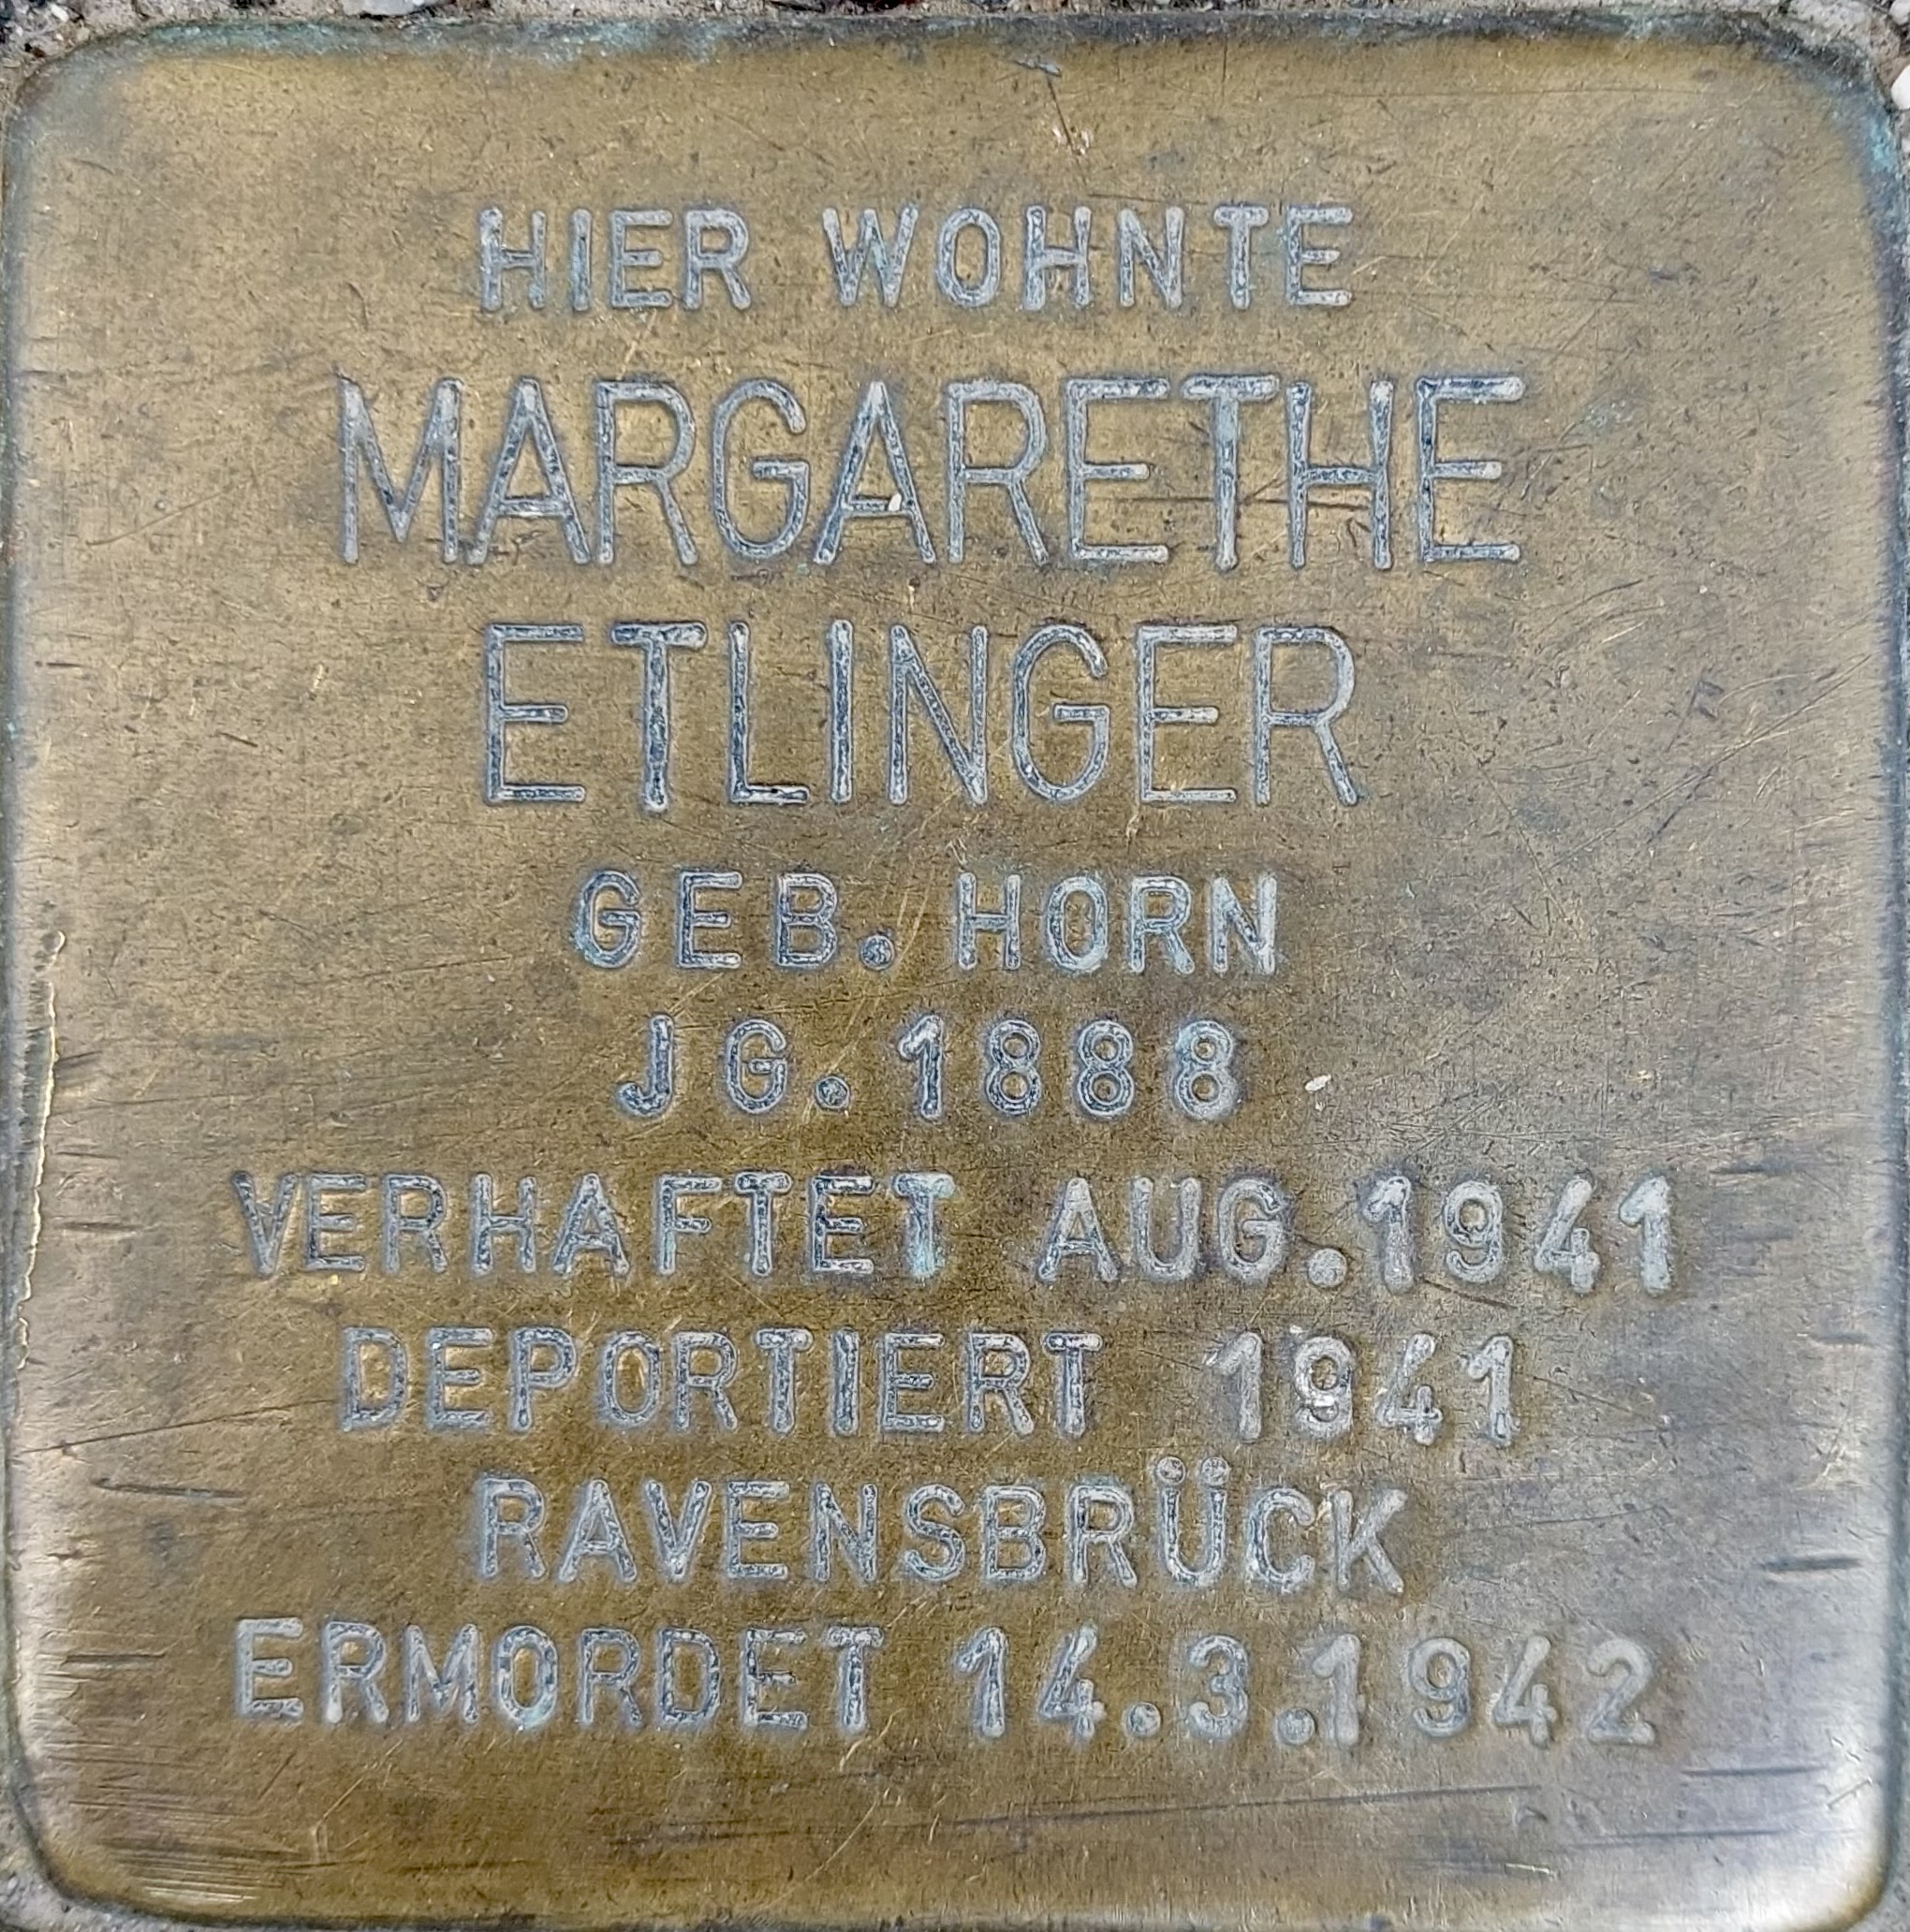 HIER WOHNTE
MARGARETHE
ETLINGER
GEB. HORN
JG. 1888
VERHAFTET AUG. 1941
DEPORTIERT 1941
RAVENSBRÜCK
ERMORDET 14.3.1942